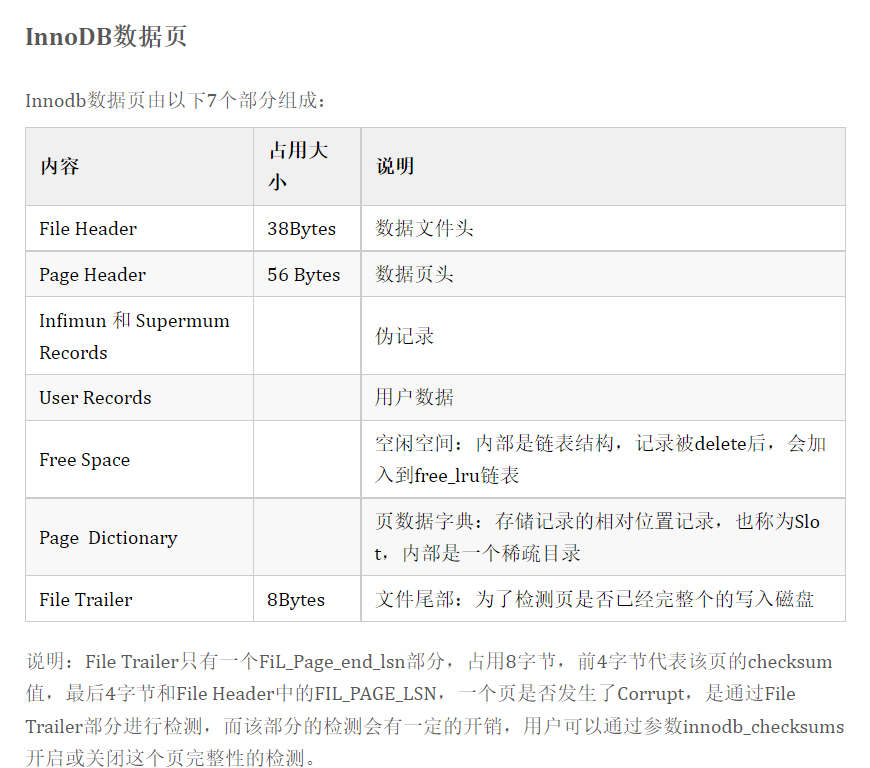 InnoDB数据页
Innodb数据页由以下7个部分组成：
内容 占用大小 说明
File Header 38Bytes 数据文件头
Page Header 56 Bytes 数据页头
Infimun 和 Supermum Records 伪记录
User Records 用户数据
Free Space 空闲空间：内部是链表结构，记录被delete后，会加入到free_lru链表
Page Dictionary 页数据字典：存储记录的相对位置记录，也称为Slot，内部是一个稀疏目录
File Trailer 8Bytes 文件尾部：为了检测页是否已经完整个的写入磁盘
说明：File Trailer只有一个FiL_Page_end_lsn部分，占用8字节，前4字节代表该页的checksum
值，最后4字节和File Header中的FIL_PAGE_LSN，一个页是否发生了Corrupt，是通过File
Trailer部分进行检测，而该部分的检测会有一定的开销，用户可以通过参数innodb_checksums
开启或关闭这个页完整性的检测。